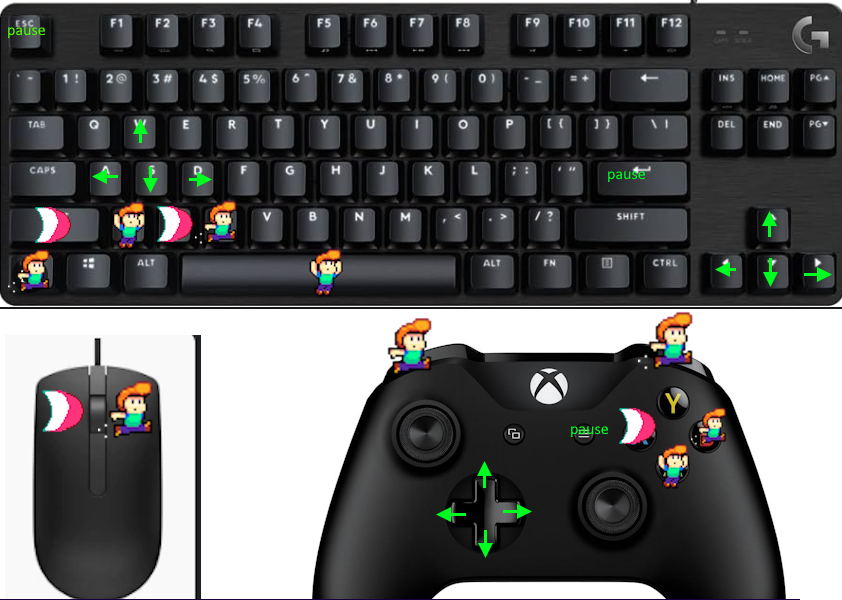 ESC F1 F2 F3 F4 F5 F6 F7 F8 F9 F10 F11 F12
pause
` ~ 1 ! 2 @ 3 # 4 $ 5 % 6 ^ 7 & 8 * 9 ( 0 ) - _ = + INS HOME PG▲
TAB Q W E R T Y U I O P [ { ] } \ | DEL END PG▼
CAPS A S D F G H J K L ; : ' " pause
V B N M , < . > / ? SHIFT
ALT ALT FN CTRL
X
Y
pause